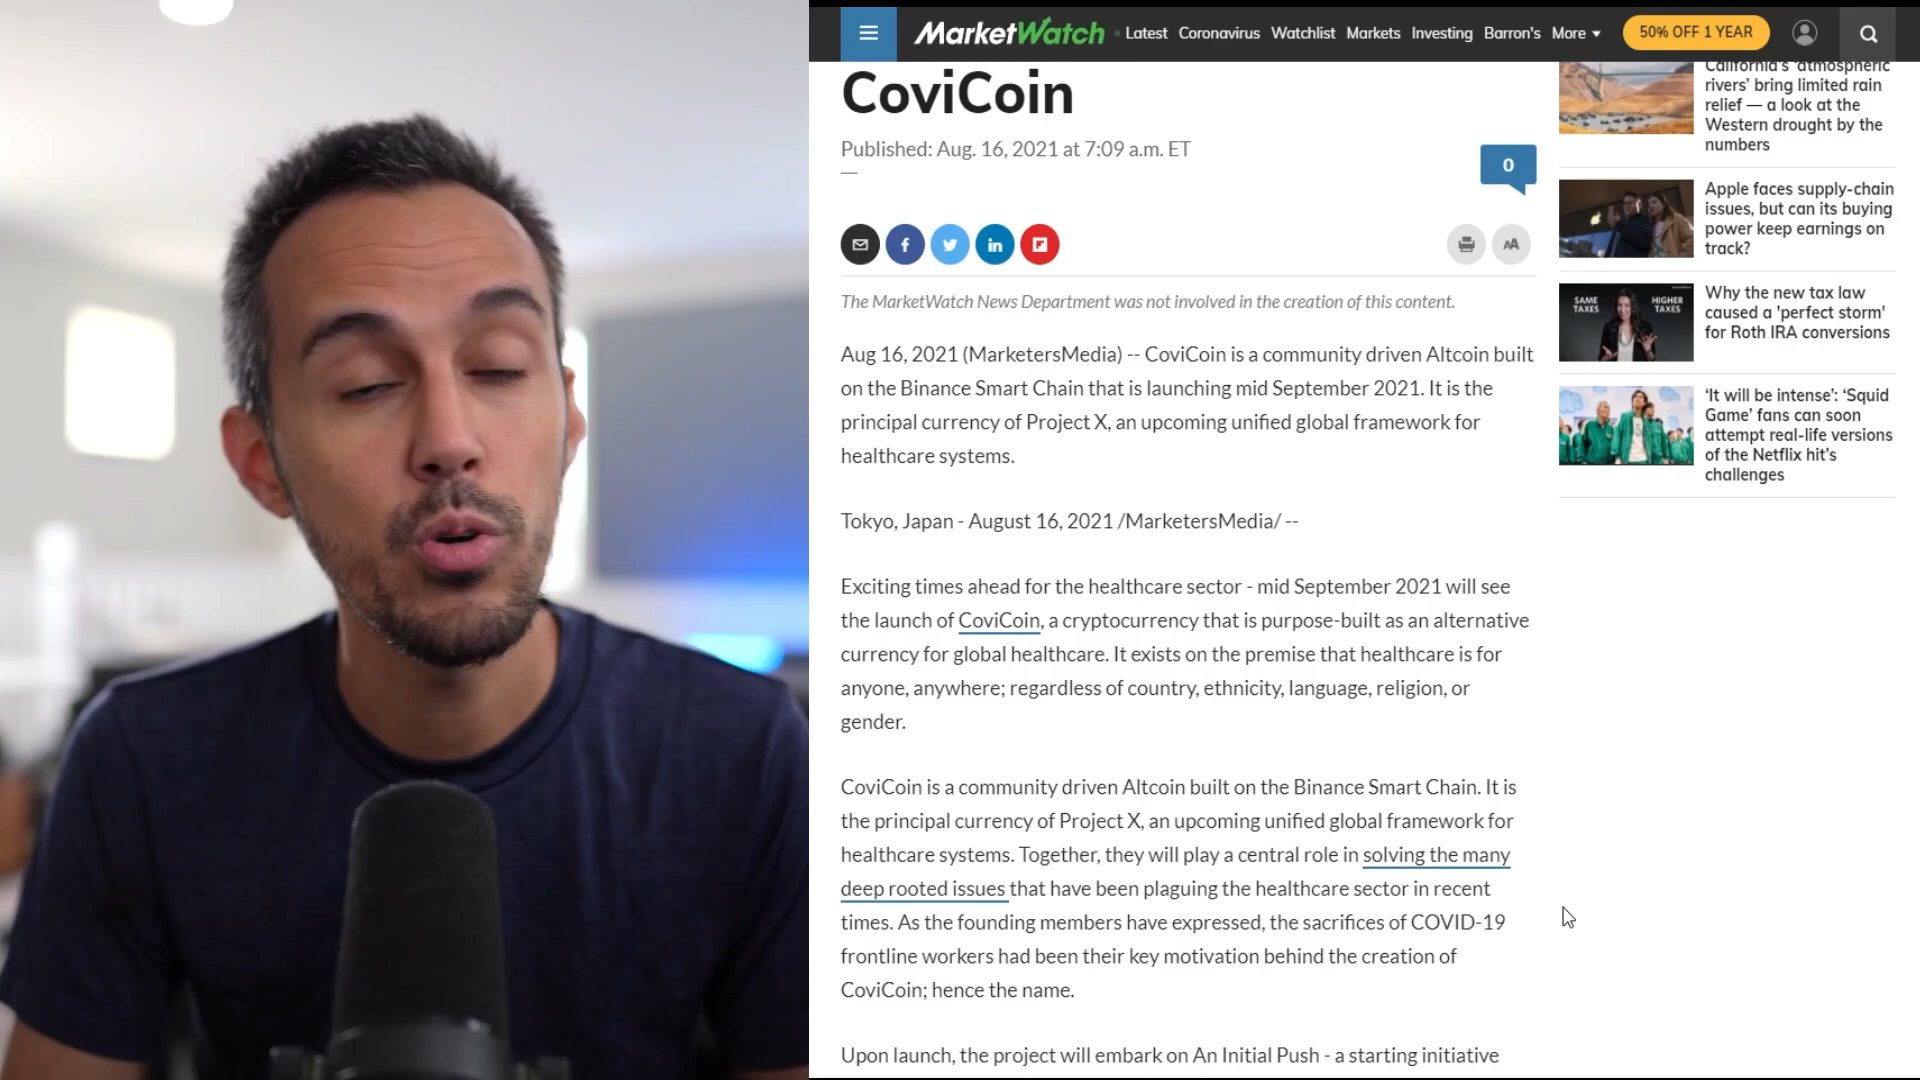 MarketWatch
Latest Coronavirus Watchlist Markets Investing Barron's More
50% OFF 1 YEAR
CoviCoin
Published: Aug. 16, 2021 at 7:09 a.m. ET
0
The MarketWatch News Department was not involved in the creation of this content.
Aug 16, 2021 (MarketersMedia) -- CoviCoin is a community driven Altcoin built
on the Binance Smart Chain that is launching mid September 2021. It is the
principal currency of Project X, an upcoming unified global framework for
healthcare systems.
Tokyo, Japan - August 16, 2021 /MarketersMedia/ --
Exciting times ahead for the healthcare sector - mid September 2021 will see
the launch of CoviCoin, a cryptocurrency that is purpose-built as an alternative
currency for global healthcare. It exists on the premise that healthcare is for
anyone, anywhere; regardless of country, ethnicity, language, religion, or
gender.
CoviCoin is a community driven Altcoin built on the Binance Smart Chain. It is
the principal currency of Project X, an upcoming unified global framework for
healthcare systems. Together, they will play a central role in solving the many
deep rooted issues that have been plaguing the healthcare sector in recent
times. As the founding members have expressed, the sacrifices of COVID-19
frontline workers had been their key motivation behind the creation of
CoviCoin; hence the name.
Upon launch, the project will embark on An Initial Push - a starting initiative
California's 'atmospheric
rivers' bring limited rain
relief — a look at the
Western drought by the
numbers
Apple faces supply-chain
issues, but can its buying
power keep earnings on
track?
SAME
TAXES
HIGHER
TAXES
Why the new tax law
caused a 'perfect storm'
for Roth IRA conversions
'It will be intense': 'Squid
Game' fans can soon
attempt real-life versions
of the Netflix hit's
challenges